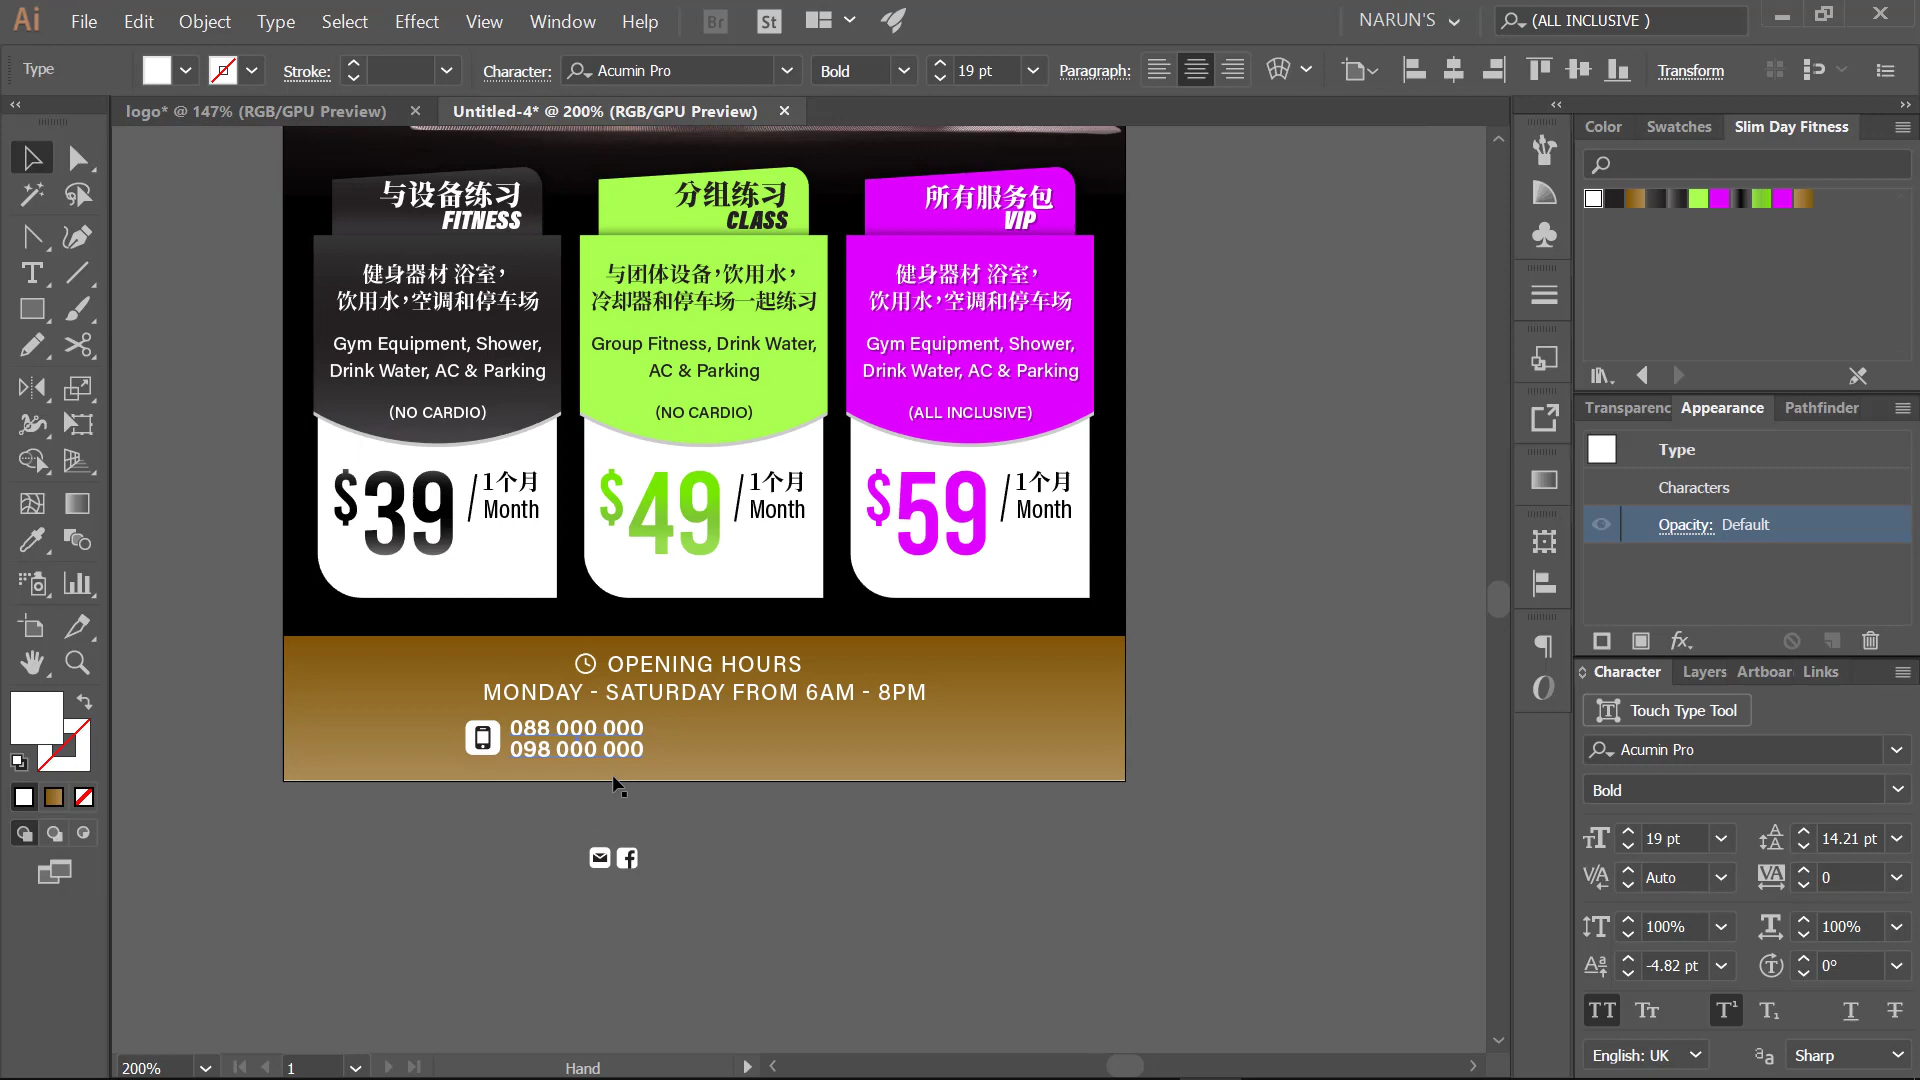 Ai File Edit Object Type Select Effect View Window Help Br St NARUN'S (ALL INCLUSIVE )
Type Stroke: Character: Acumin Pro Bold 19 pt Paragraph: Transform
logo* @ 147% (RGB/GPU Preview) Untitled-4* @ 200% (RGB/GPU Preview)
与设备练习
FITNESS
健身器材 浴室，
饮用水，空调和停车场
Gym Equipment, Shower,
Drink Water, AC & Parking
(NO CARDIO)
$39 / 1个月
Month
分组练习
CLASS
与团体设备，饮用水，
冷却器和停车场一起练习
Group Fitness, Drink Water,
AC & Parking
(NO CARDIO)
$49 / 1个月
Month
所有服务包
VIP
健身器材 浴室，
饮用水，空调和停车场
Gym Equipment, Shower,
Drink Water, AC & Parking
(ALL INCLUSIVE)
$59 / 1个月
Month
OPENING HOURS
MONDAY - SATURDAY FROM 6AM - 8PM
088 000 000
098 000 000
200% 1 Hand
Color Swatches Slim Day Fitness
Transparenc Appearance Pathfinder
Type
Characters
Opacity: Default
fx
Character Layers Artboar Links
Touch Type Tool
Acumin Pro
Bold
19 pt 14.21 pt
Auto 0
100% 100%
-4.82 pt 0°
English: UK Sharp